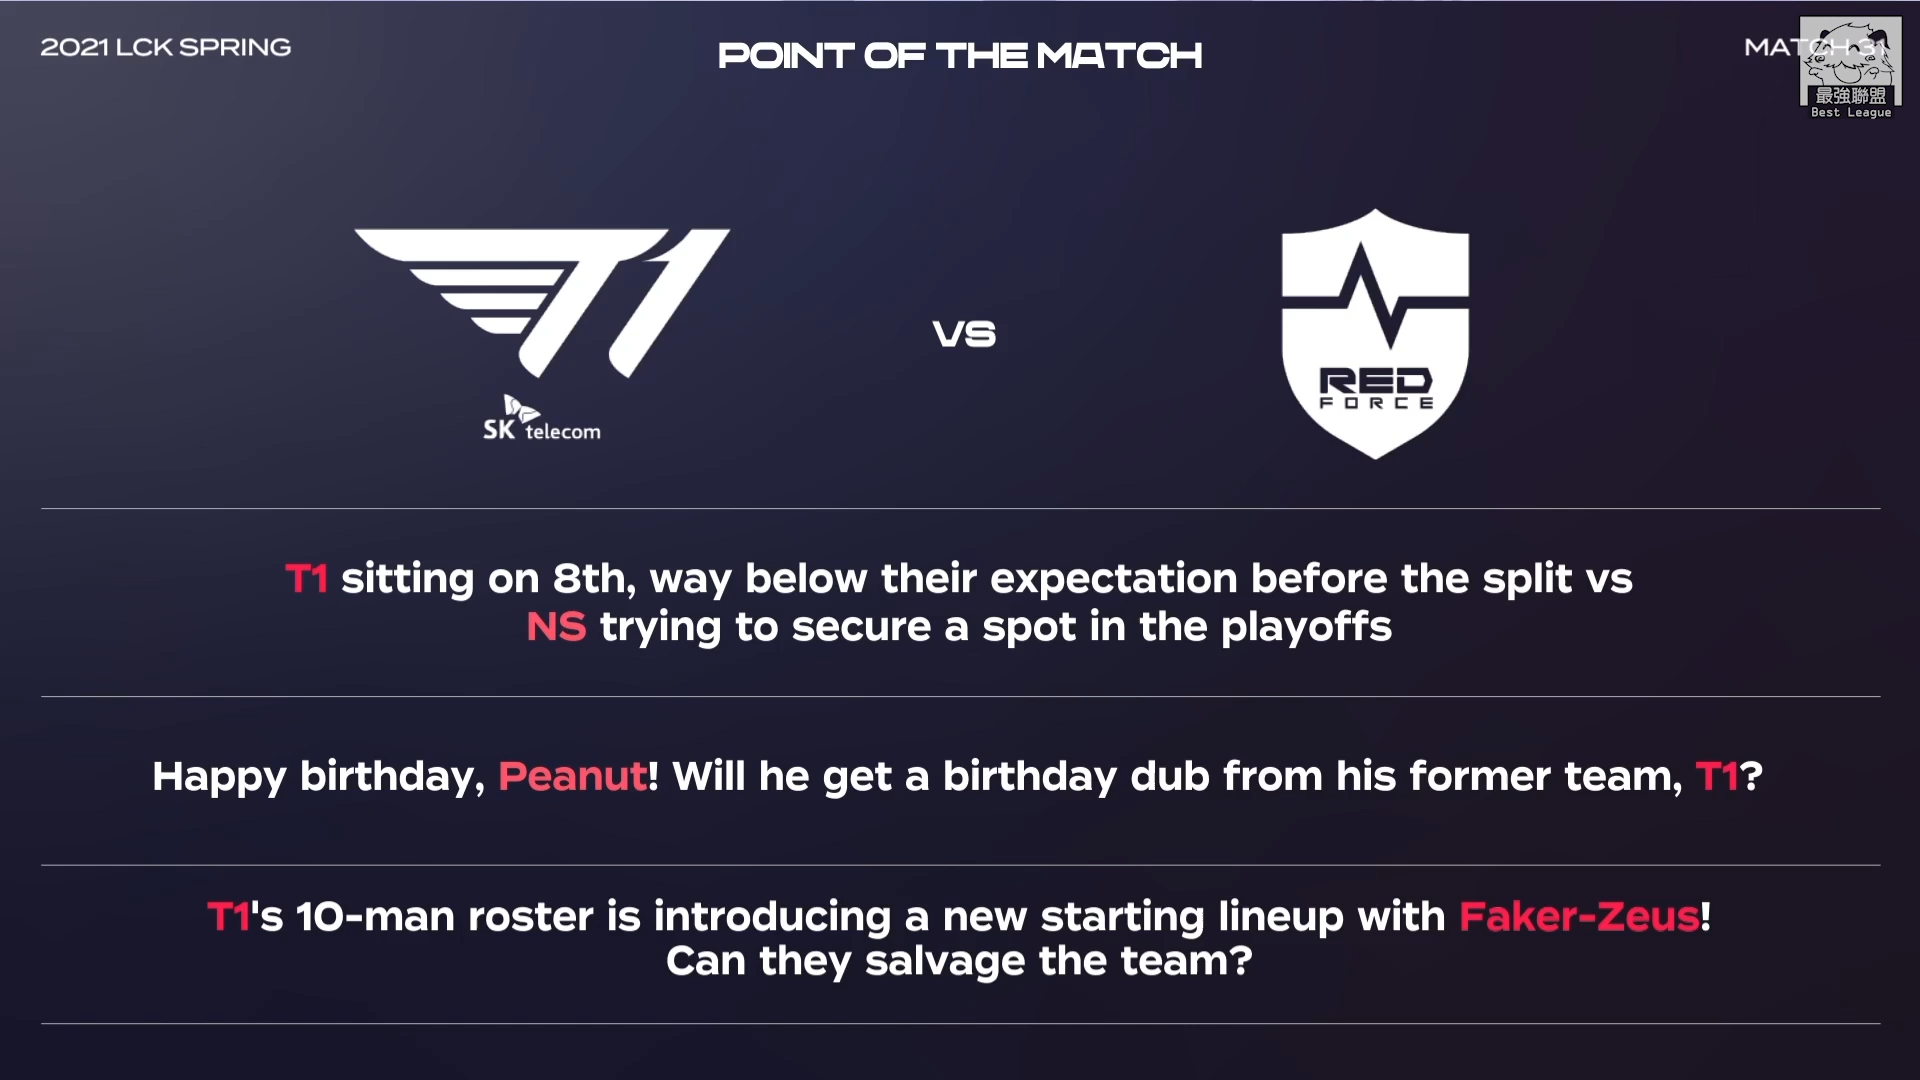 2021 LCK SPRING
POINT OF THE MATCH
MATCH 31
最強聯盟
Best League
T1
SK telecom
VS
RED
FORCE
T1 sitting on 8th, way below their expectation before the split vs
NS trying to secure a spot in the playoffs
Happy birthday, Peanut! Will he get a birthday dub from his former team, T1?
T1's 10-man roster is introducing a new starting lineup with Faker-Zeus!
Can they salvage the team?